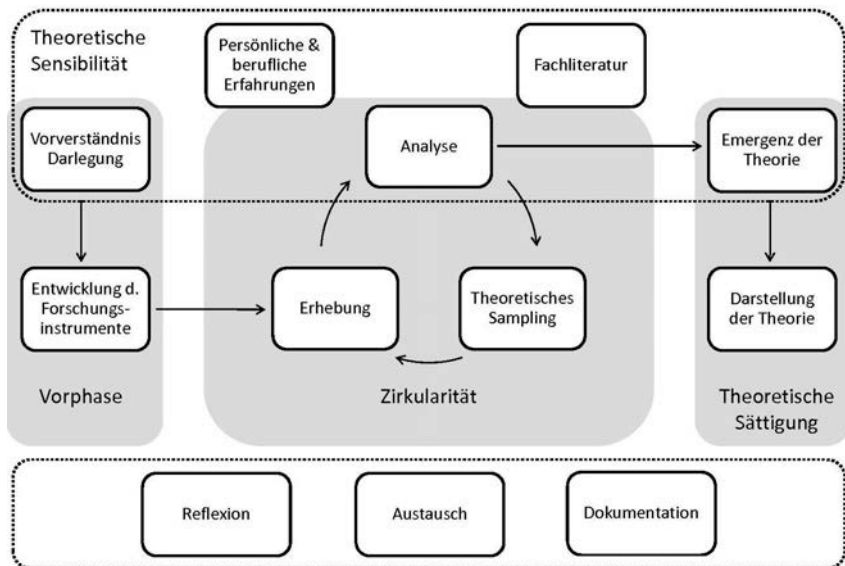 Theoretische
Sensibilität
Persönliche &
berufliche
Erfahrungen
Fachliteratur
Vorverständnis
Darlegung
Analyse
Emergenz der
Theorie
Entwicklung d.
Forschungs-
instrumente
Erhebung
Theoretisches
Sampling
Darstellung
der Theorie
Vorphase
Zirkularität
Theoretische
Sättigung
Reflexion
Austausch
Dokumentation